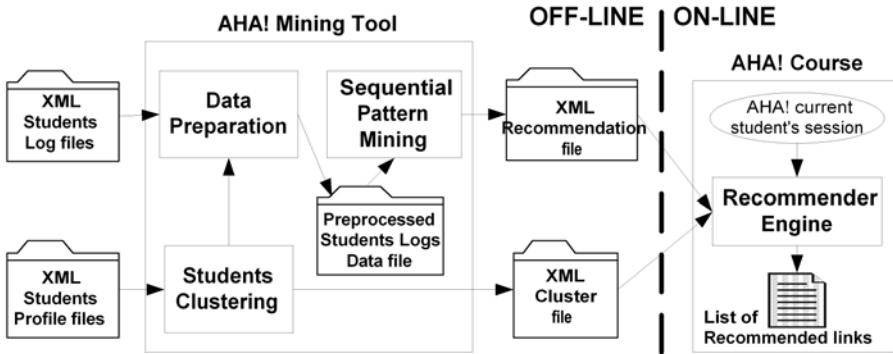 AHA! Mining Tool
OFF-LINE
ON-LINE
AHA! Course
XML
Students
Log files
Data
Preparation
Sequential
Pattern
Mining
XML
Recommendation
file
AHA! current
student's session
Recommender
Engine
Preprocessed
Students Logs
Data file
XML
Students
Profile files
Students
Clustering
XML
Cluster
file
List of
Recommended links